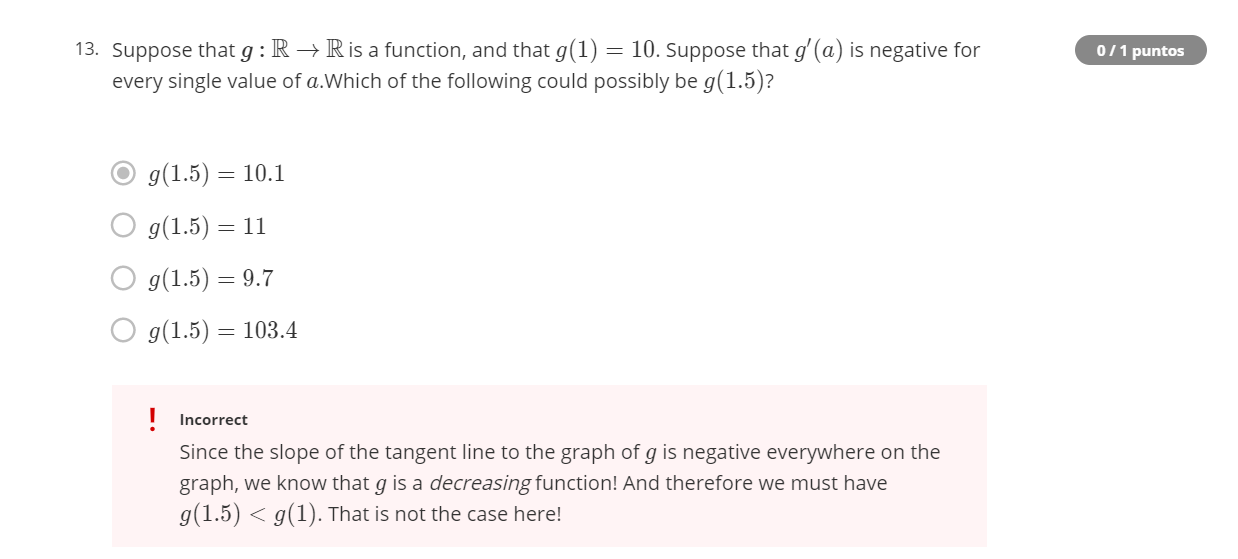 13. Suppose that g : ℝ → ℝ is a function, and that g(1) = 10. Suppose that g′(a) is negative for
0 / 1 puntos
every single value of a.Which of the following could possibly be g(1.5)?
g(1.5) = 10.1
g(1.5) = 11
g(1.5) = 9.7
g(1.5) = 103.4
! Incorrect
Since the slope of the tangent line to the graph of g is negative everywhere on the
graph, we know that g is a decreasing function! And therefore we must have
g(1.5) < g(1). That is not the case here!